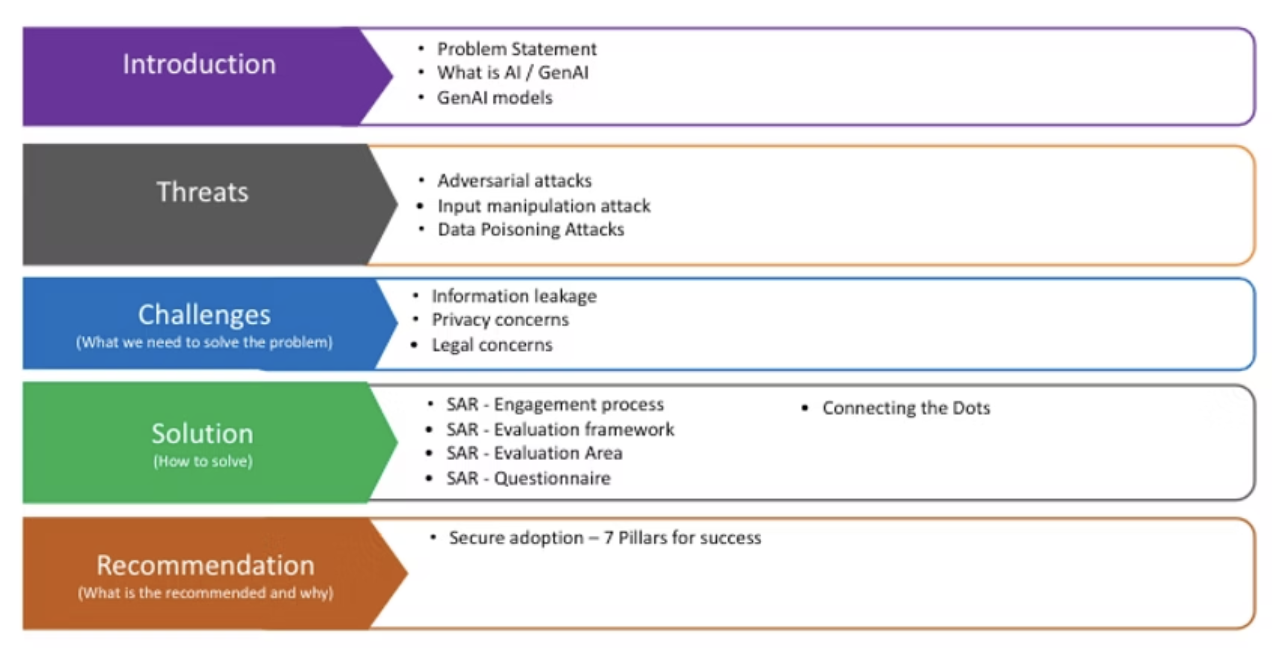 Introduction
• Problem Statement
• What is AI / GenAI
• GenAI models
Threats
• Adversarial attacks
• Input manipulation attack
• Data Poisoning Attacks
Challenges
(What we need to solve the problem)
• Information leakage
• Privacy concerns
• Legal concerns
Solution
(How to solve)
• SAR - Engagement process
• SAR - Evaluation framework
• SAR - Evaluation Area
• SAR - Questionnaire
• Connecting the Dots
Recommendation
(What is the recommended and why)
• Secure adoption – 7 Pillars for success